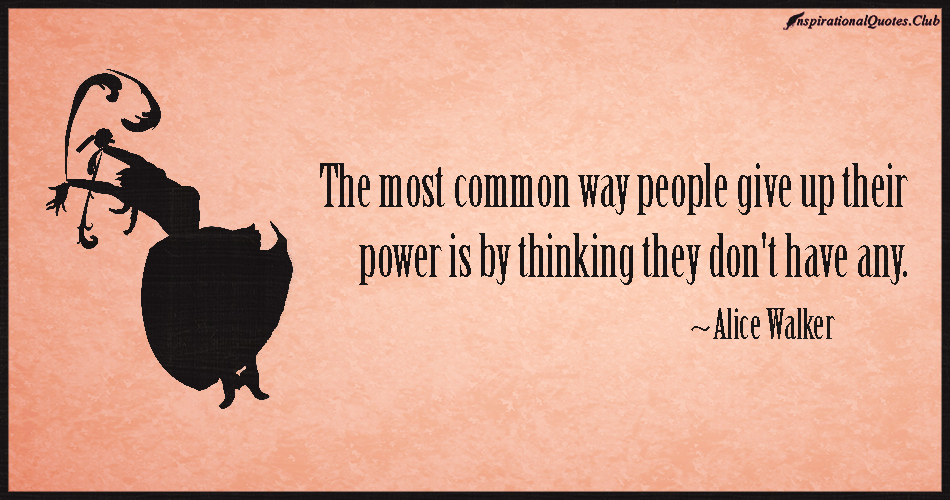 InspirationalQuotes.Club
The most common way people give up their
power is by thinking they don't have any.
~Alice Walker